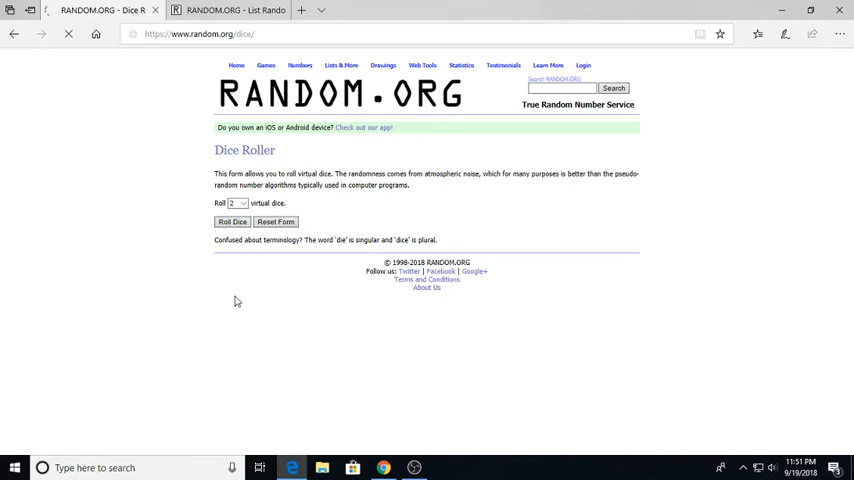 RANDOM.ORG - Dice R
RANDOM.ORG - List Rando
https://www.random.org/dice/
Home Games Numbers Lists & More Drawings Web Tools Statistics Testimonials Learn More Login
RANDOM.ORG
Search RANDOM.ORG
Search
True Random Number Service
Do you own an iOS or Android device? Check out our app!
Dice Roller
This form allows you to roll virtual dice. The randomness comes from atmospheric noise, which for many purposes is better than the pseudo-
random number algorithms typically used in computer programs.
Roll 2 virtual dice.
Roll Dice Reset Form
Confused about terminology? The word 'die' is singular and 'dice' is plural.
© 1998-2018 RANDOM.ORG
Follow us: Twitter | Facebook | Google+
Terms and Conditions
About Us
Type here to search
11:51 PM
9/19/2018
3